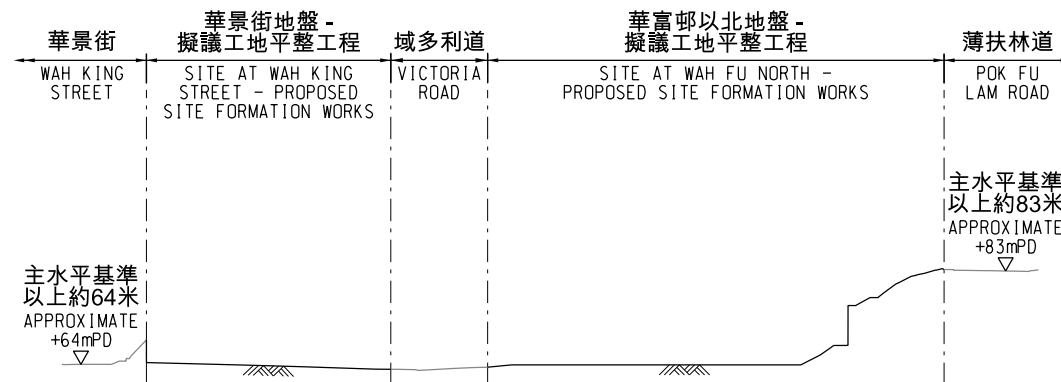 華景街
WAH KING
STREET
華景街地盤 -
擬議工地平整工程
SITE AT WAH KING
STREET - PROPOSED
SITE FORMATION WORKS
域多利道
VICTORIA
ROAD
華富邨以北地盤 -
擬議工地平整工程
SITE AT WAH FU NORTH -
PROPOSED SITE FORMATION WORKS
薄扶林道
POK FU
LAM ROAD
主水平基準
以上約64米
APPROXIMATE
+64mPD
主水平基準
以上約83米
APPROXIMATE
+83mPD